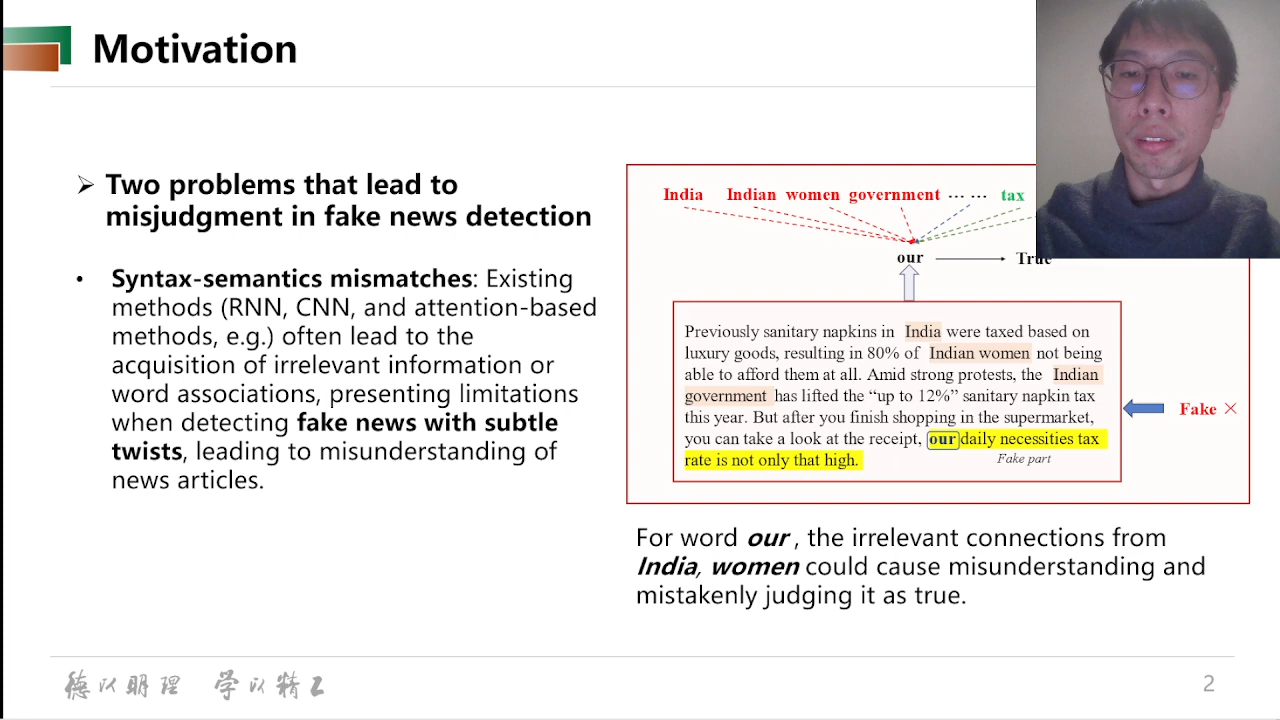 Motivation
➢ Two problems that lead to
misjudgment in fake news detection
• Syntax-semantics mismatches: Existing
methods (RNN, CNN, and attention-based
methods, e.g.) often lead to the
acquisition of irrelevant information or
word associations, presenting limitations
when detecting fake news with subtle
twists, leading to misunderstanding of
news articles.
India Indian women government ... ... tax
our True
Previously sanitary napkins in India were taxed based on
luxury goods, resulting in 80% of Indian women not being
able to afford them at all. Amid strong protests, the Indian
government has lifted the “up to 12%” sanitary napkin tax
this year. But after you finish shopping in the supermarket,
you can take a look at the receipt, our daily necessities tax
rate is not only that high.
Fake part
Fake ×
For word our , the irrelevant connections from
India, women could cause misunderstanding and
mistakenly judging it as true.
德以明理 学以精工
2